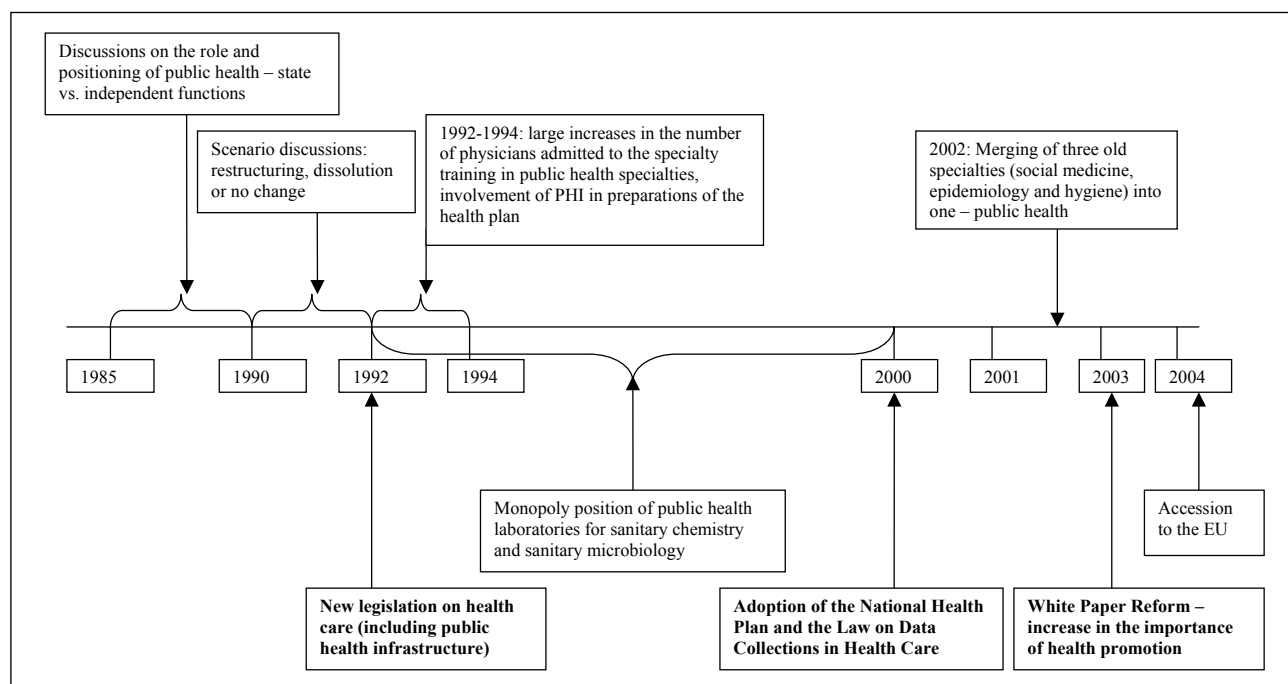 Discussions on the role and
positioning of public health – state
vs. independent functions
Scenario discussions:
restructuring, dissolution
or no change
1992-1994: large increases in the number
of physicians admitted to the specialty
training in public health specialties,
involvement of PHI in preparations of the
health plan
2002: Merging of three old
specialties (social medicine,
epidemiology and hygiene) into
one – public health
1985
1990
1992
1994
2000
2001
2003
2004
Monopoly position of public health
laboratories for sanitary chemistry
and sanitary microbiology
Accession
to the EU
New legislation on health
care (including public
health infrastructure)
Adoption of the National Health
Plan and the Law on Data
Collections in Health Care
White Paper Reform –
increase in the importance
of health promotion